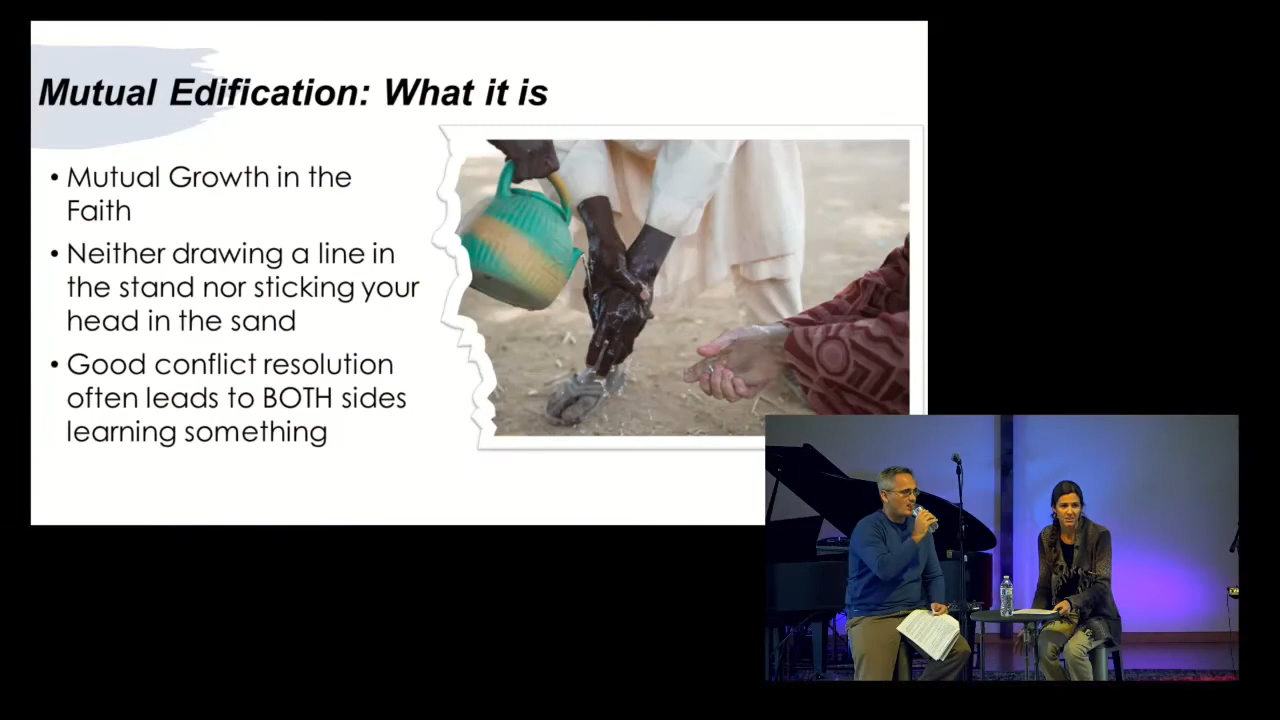 Mutual Edification: What it is
• Mutual Growth in the
Faith
• Neither drawing a line in
the stand nor sticking your
head in the sand
• Good conflict resolution
often leads to BOTH sides
learning something